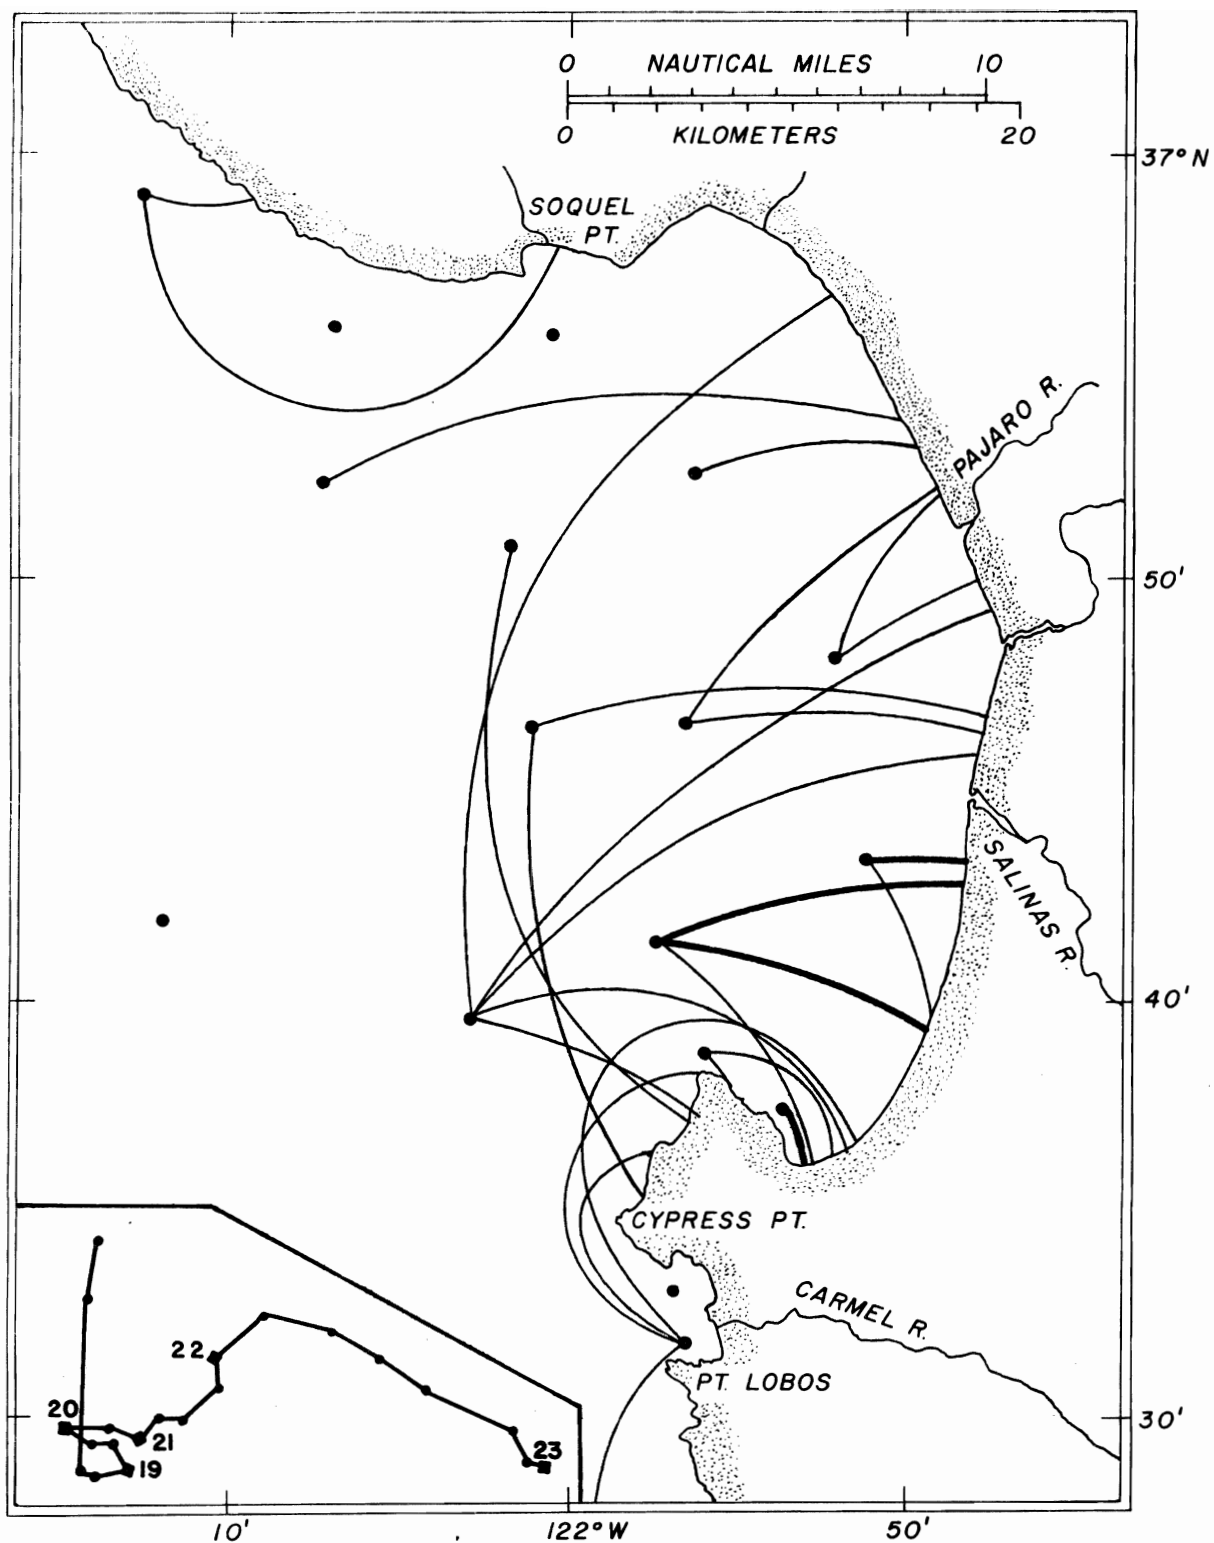 0 NAUTICAL MILES 10
0 KILOMETERS 20
37°N
SOQUEL
PT.
PAJARO R.
50'
SALINAS R.
40'
CYPRESS PT.
CARMEL R.
PT. LOBOS
22
20
21
19
23
30'
10' 122°W 50'